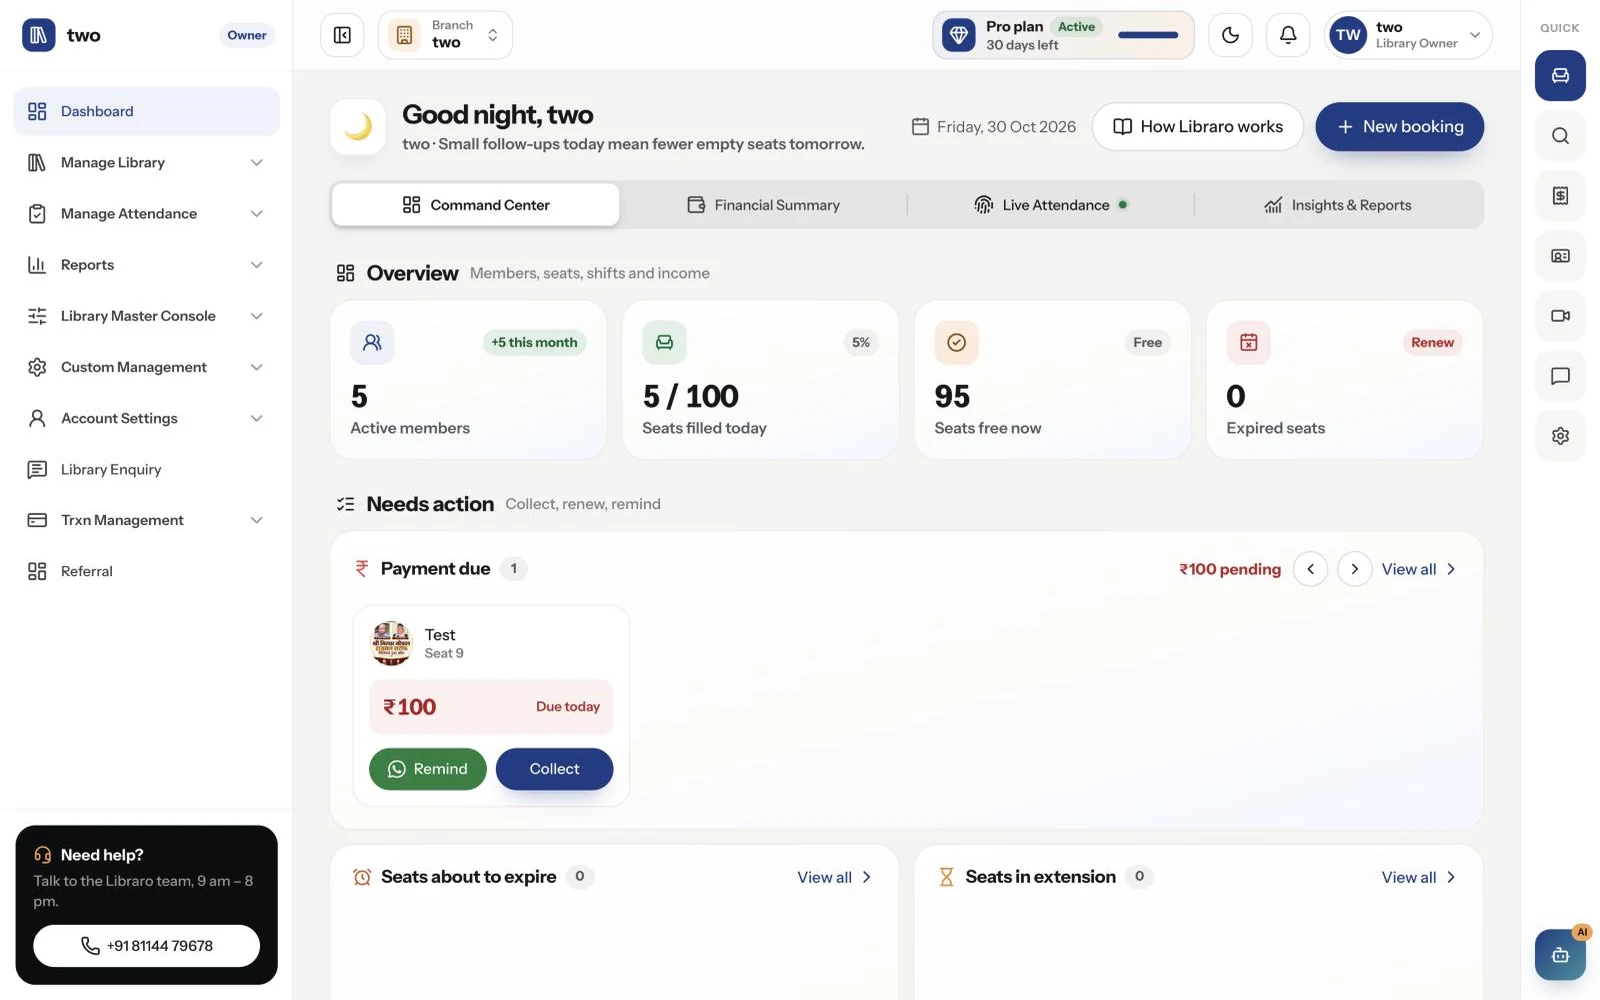 two
Owner
Dashboard
Manage Library
Manage Attendance
Reports
Library Master Console
Custom Management
Account Settings
Library Enquiry
Trxn Management
Referral
Need help?
Talk to the Libraro team, 9 am – 8
pm.
+91 81144 79678
Branch
two
Pro plan Active
30 days left
TW
two
Library Owner
Good night, two
two · Small follow-ups today mean fewer empty seats tomorrow.
Friday, 30 Oct 2026
How Libraro works
New booking
Command Center
Financial Summary
Live Attendance
Insights & Reports
Overview Members, seats, shifts and income
+5 this month
5
Active members
5%
5 / 100
Seats filled today
Free
95
Seats free now
Renew
0
Expired seats
Needs action Collect, renew, remind
Payment due 1
₹100 pending
View all
Test
Seat 9
₹100
Due today
Remind
Collect
Seats about to expire 0
View all
Seats in extension 0
View all
QUICK
AI